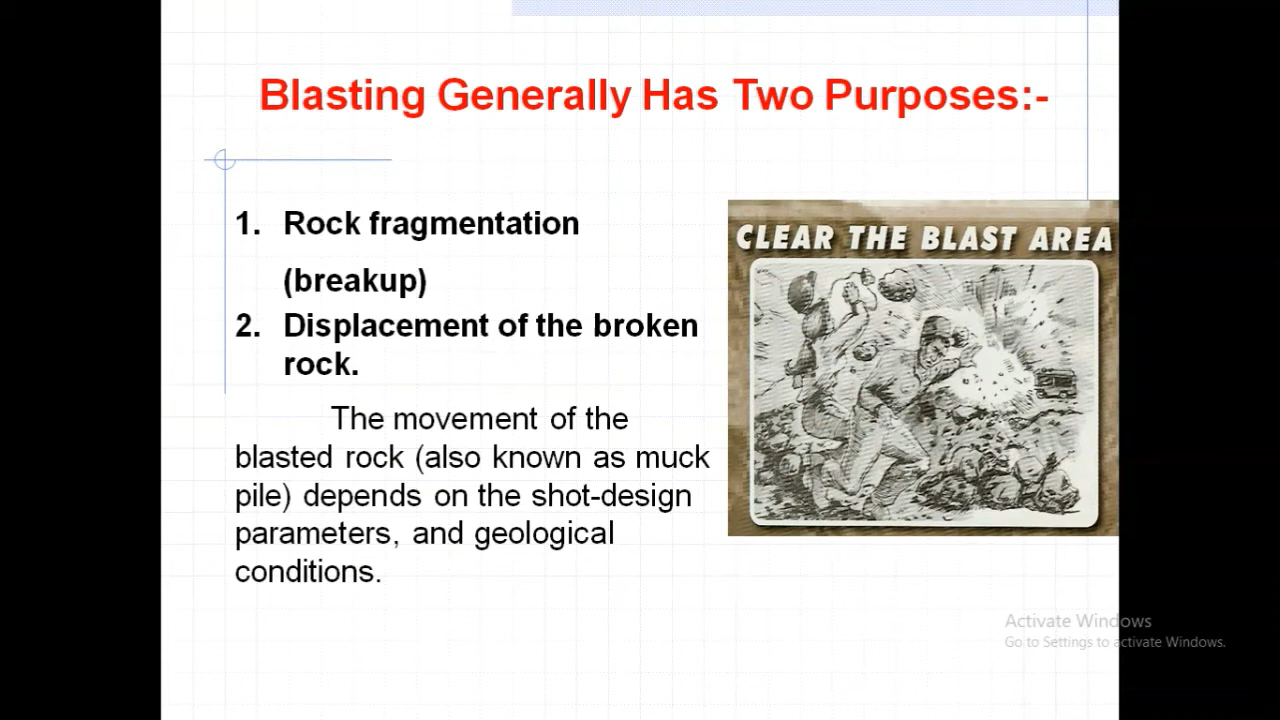 Blasting Generally Has Two Purposes:-
1. Rock fragmentation
(breakup)
2. Displacement of the broken
rock.
The movement of the
blasted rock (also known as muck
pile) depends on the shot-design
parameters, and geological
conditions.
CLEAR THE BLAST AREA
Activate Windows
Go to Settings to activate Windows.